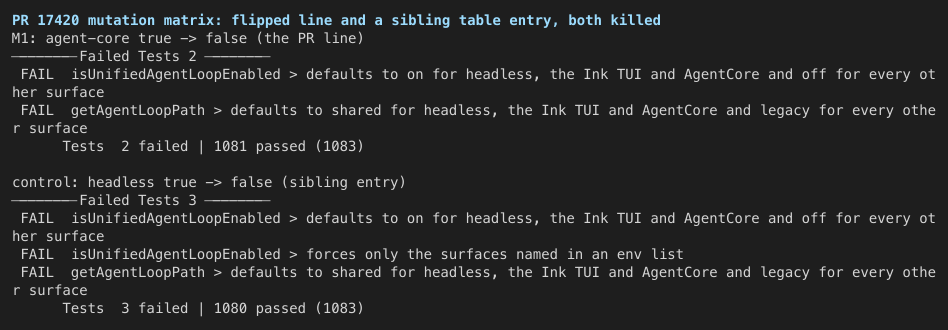 PR 17420 mutation matrix: flipped line and a sibling table entry, both killed
M1: agent-core true -> false (the PR line)
————————Failed Tests 2 ————————
FAIL  isUnifiedAgentLoopEnabled > defaults to on for headless, the Ink TUI and AgentCore and off for every ot
her surface
FAIL  getAgentLoopPath > defaults to shared for headless, the Ink TUI and AgentCore and legacy for every othe
r surface
Tests  2 failed | 1081 passed (1083)
control: headless true -> false (sibling entry)
————————Failed Tests 3 ————————
FAIL  isUnifiedAgentLoopEnabled > defaults to on for headless, the Ink TUI and AgentCore and off for every ot
her surface
FAIL  isUnifiedAgentLoopEnabled > forces only the surfaces named in an env list
FAIL  getAgentLoopPath > defaults to shared for headless, the Ink TUI and AgentCore and legacy for every othe
r surface
Tests  3 failed | 1080 passed (1083)